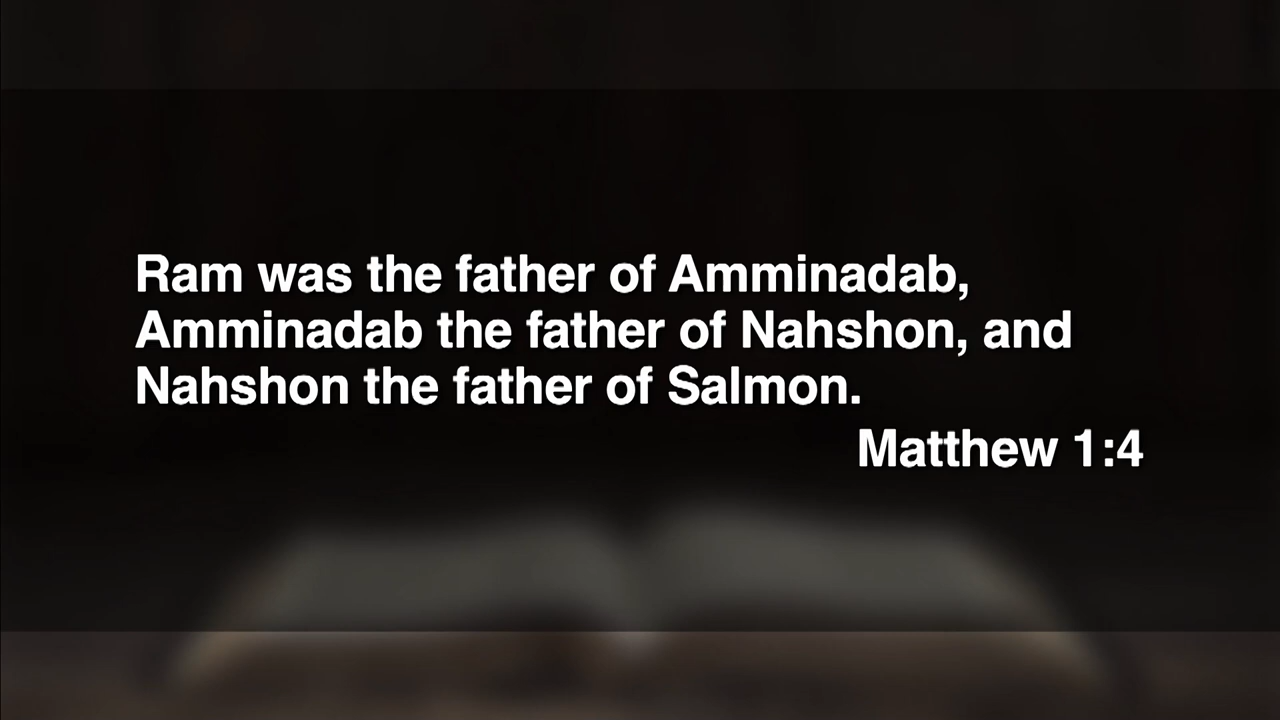 Ram was the father of Amminadab,
Amminadab the father of Nahshon, and
Nahshon the father of Salmon.
Matthew 1:4